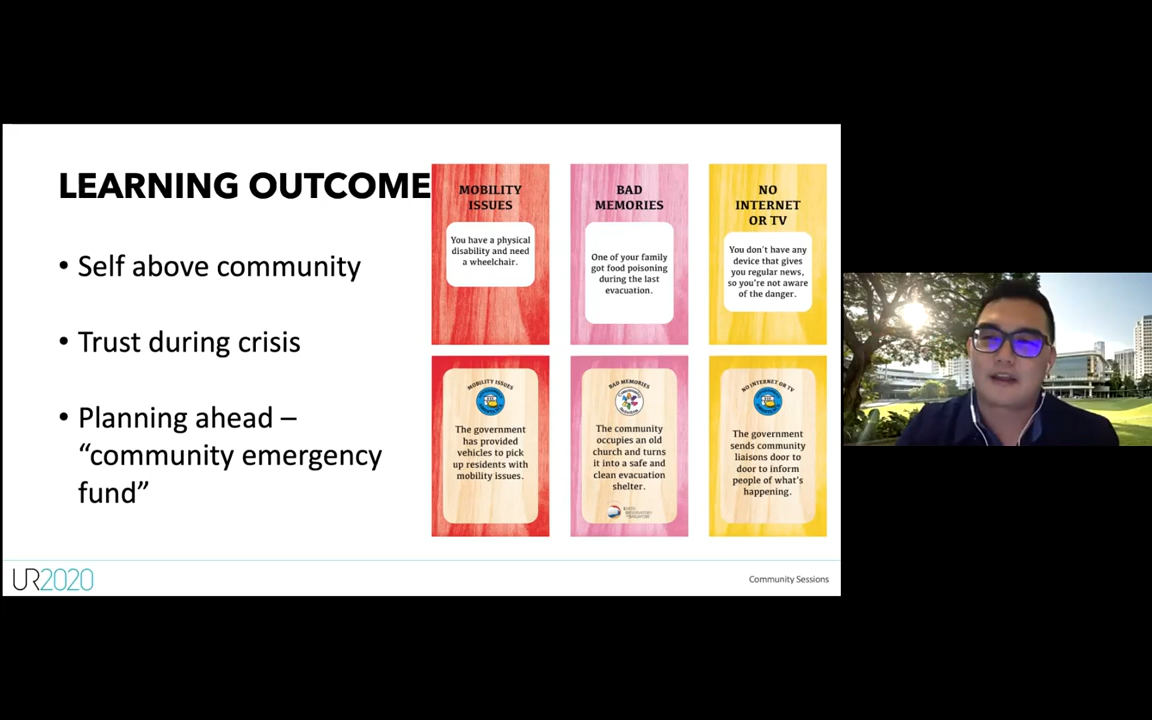 LEARNING OUTCOME
• Self above community
• Trust during crisis
• Planning ahead –
“community emergency
fund”
MOBILITY
ISSUES
You have a physical
disability and need
a wheelchair.
BAD
MEMORIES
One of your family
got food poisoning
during the last
evacuation.
NO
INTERNET
OR TV
You don't have any
device that gives
you regular news,
so you're not aware
of the danger.
MOBILITY ISSUES
The government
has provided
vehicles to pick
up residents with
mobility issues.
BAD MEMORIES
The community
occupies an old
church and turns
it into a safe and
clean evacuation
shelter.
NO INTERNET OR TV
The government
sends community
liaisons door to
door to inform
people of what's
happening.
UR2020
Community Sessions